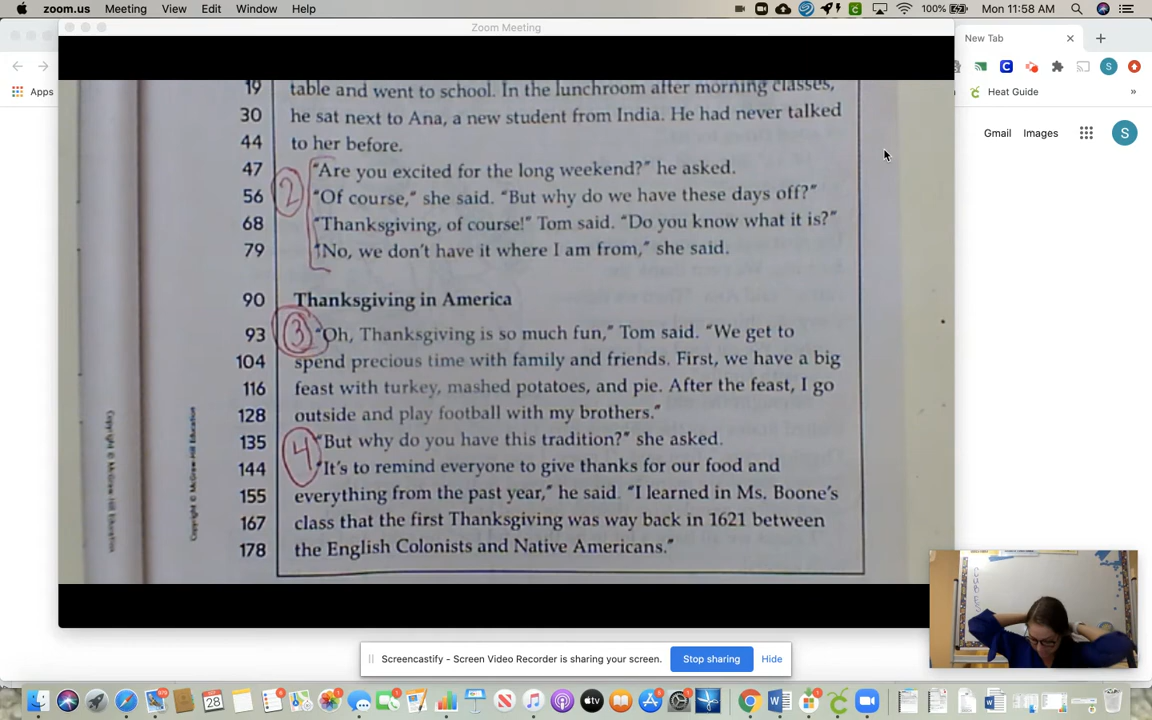 zoom.us Meeting View Edit Window Help 100% Mon 11:58 AM
Zoom Meeting
New Tab
Apps
Heat Guide
»
Gmail Images
S
19 table and went to school. In the lunchroom after morning classes,
30 he sat next to Ana, a new student from India. He had never talked
44 to her before.
47 "Are you excited for the long weekend?" he asked.
2
56 "Of course," she said. "But why do we have these days off?"
68 "Thanksgiving, of course!" Tom said. "Do you know what it is?"
79 "No, we don't have it where I am from," she said.
90 Thanksgiving in America
3
93 "Oh, Thanksgiving is so much fun," Tom said. "We get to
104 spend precious time with family and friends. First, we have a big
116 feast with turkey, mashed potatoes, and pie. After the feast, I go
128 outside and play football with my brothers."
4
135 "But why do you have this tradition?" she asked.
144 "It's to remind everyone to give thanks for our food and
155 everything from the past year," he said. "I learned in Ms. Boone's
167 class that the first Thanksgiving was way back in 1621 between
178 the English Colonists and Native Americans."
Copyright © McGraw Hill Education
Copyright © McGraw Hill Education
Screencastify - Screen Video Recorder is sharing your screen. Stop sharing Hide
28
tv